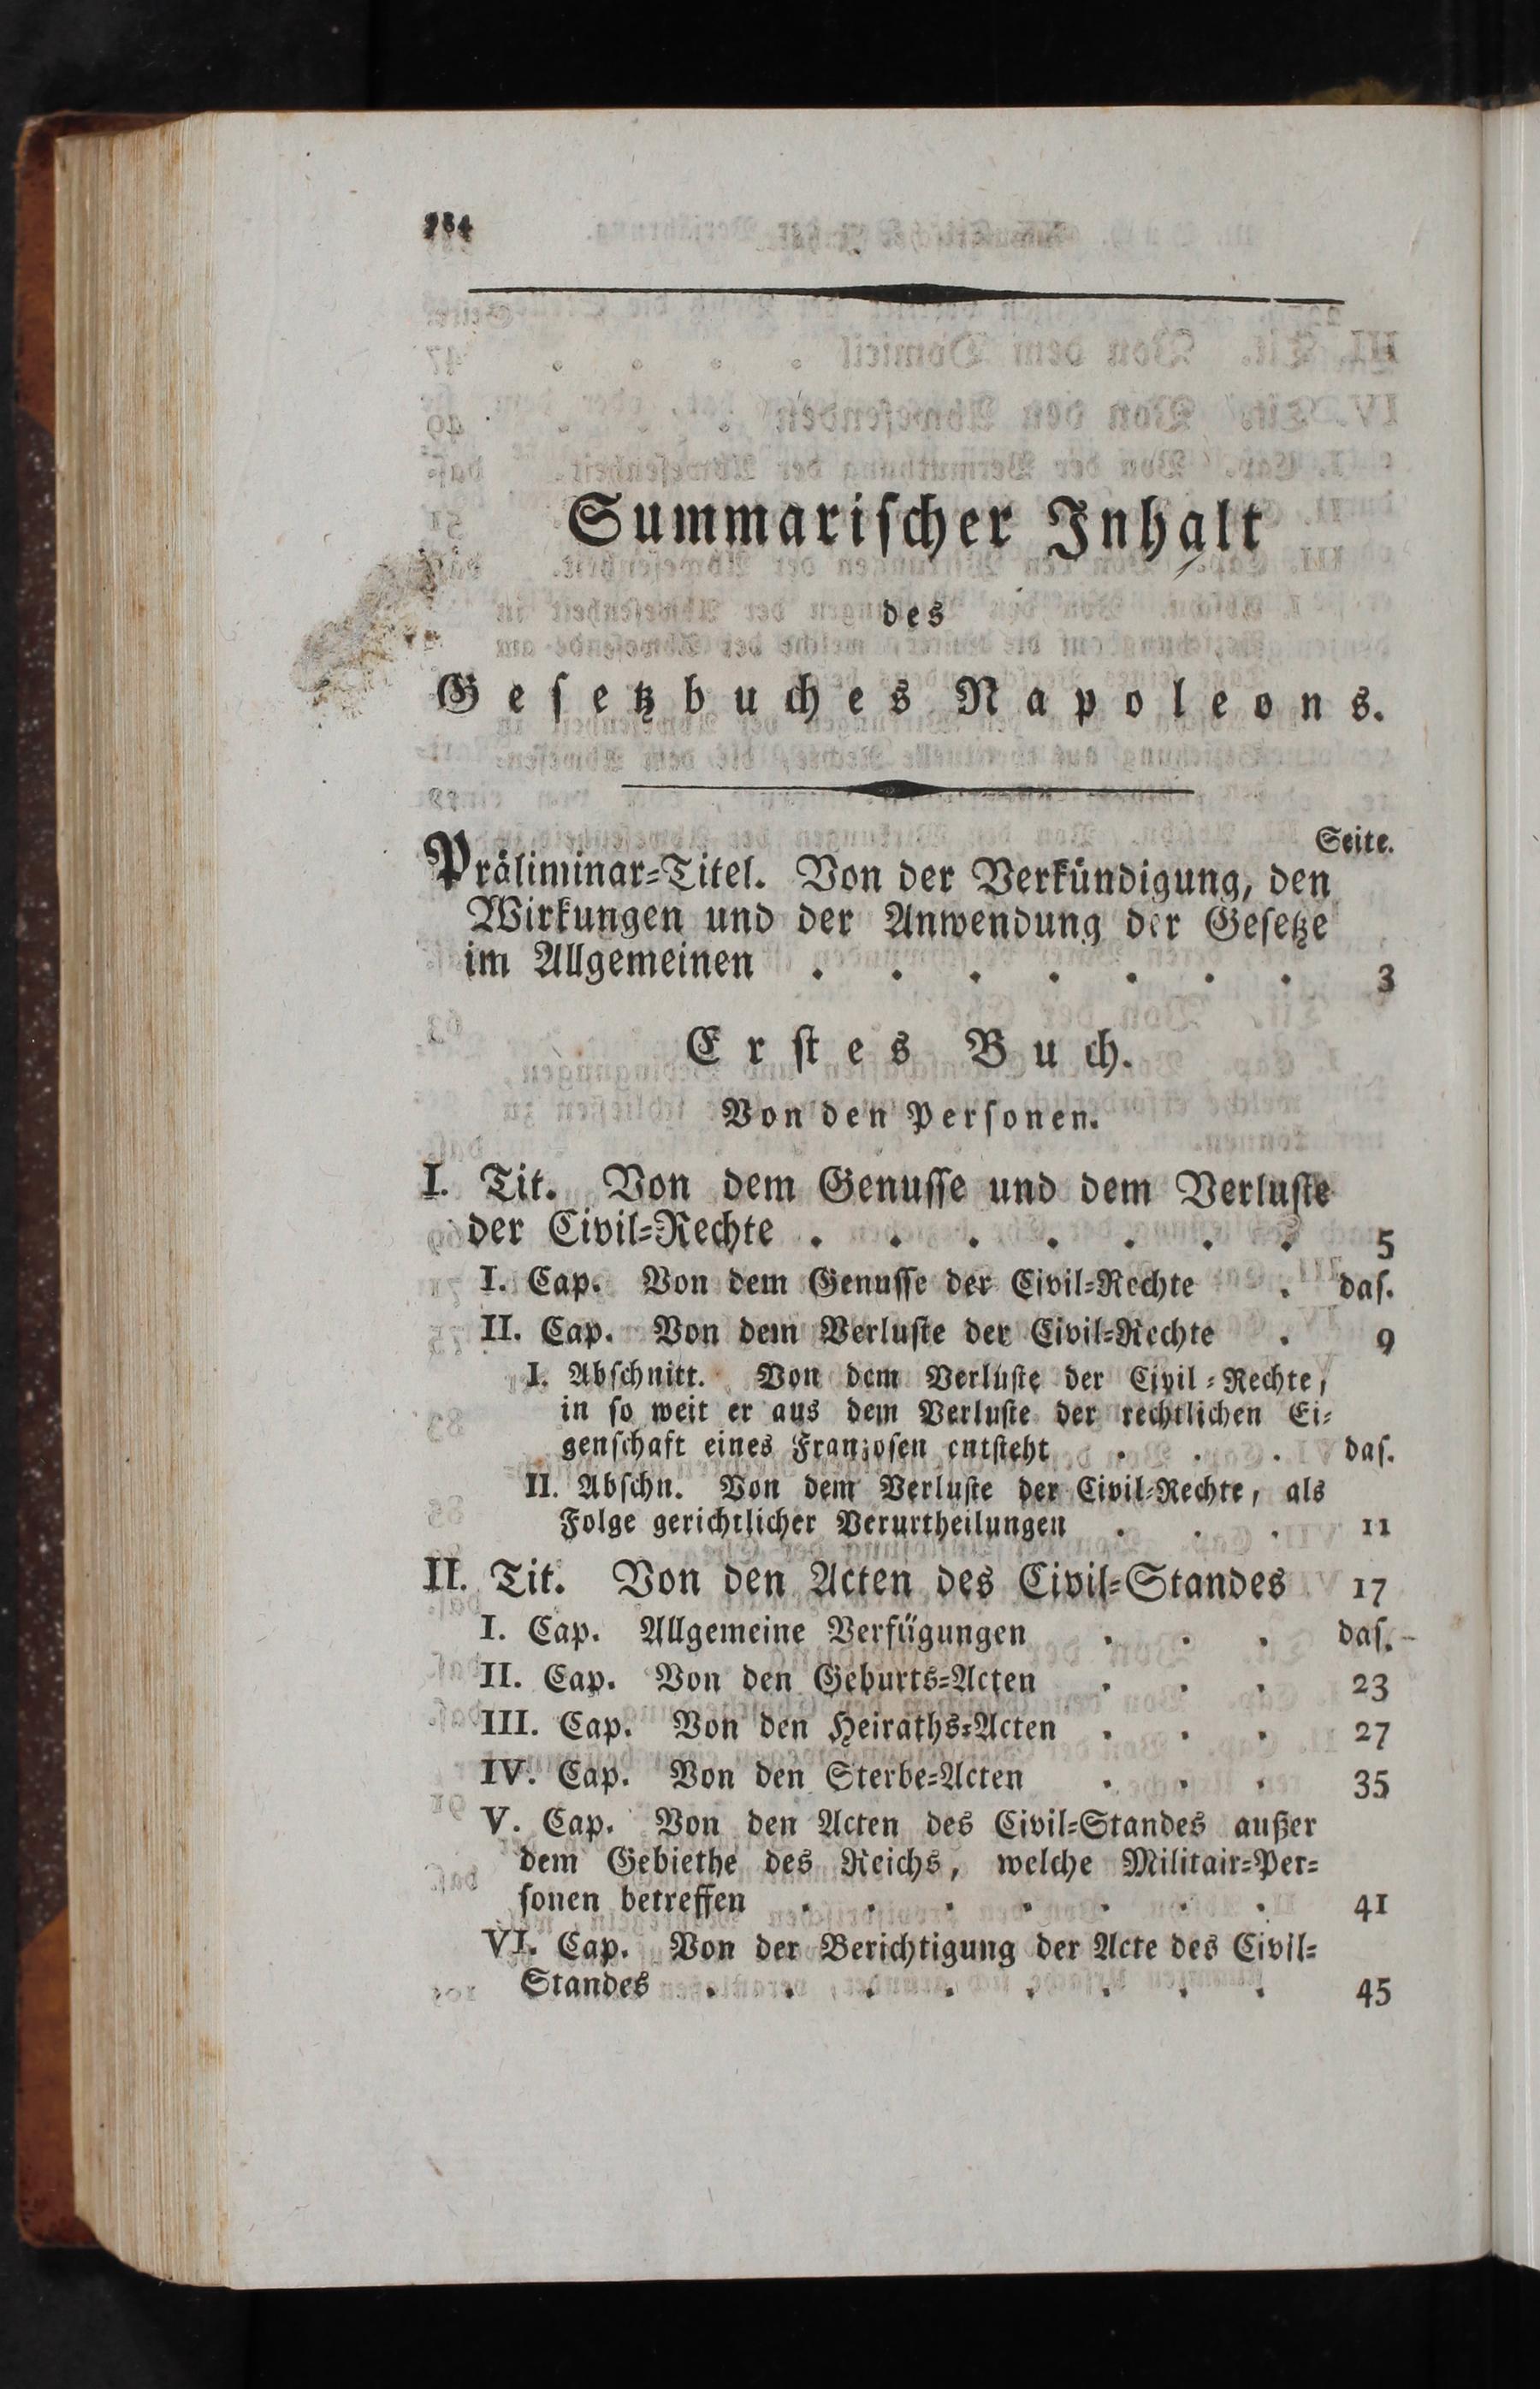 784
Summarischer Inhalt
des
Gesetzbuches Napoleons.
Seite.
Präliminar-Titel. Von der Verkündigung, den
Wirkungen und der Anwendung der Gesetze
im Allgemeinen . . . . . . . 3
Erstes Buch.
Von den Personen.
I. Tit. Von dem Genusse und dem Verluste
der Civil-Rechte . . . . . . . 5
I. Cap. Von dem Genusse der Civil-Rechte . das.
II. Cap. Von dem Verluste der Civil-Rechte . 9
I. Abschnitt. Von dem Verluste der Civil-Rechte,
in so weit er aus dem Verluste der rechtlichen Ei-
genschaft eines Franzosen entsteht . . . das.
II. Abschn. Von dem Verluste der Civil-Rechte, als
Folge gerichtlicher Verurtheilungen . . . 11
II. Tit. Von den Acten des Civil-Standes 17
I. Cap. Allgemeine Verfügungen . . . das.
II. Cap. Von den Geburts-Acten . . . 23
III. Cap. Von den Heiraths-Acten . . . 27
IV. Cap. Von den Sterbe-Acten . . . 35
V. Cap. Von den Acten des Civil-Standes außer
dem Gebiethe des Reichs, welche Militair-Per-
sonen betreffen . . . . . . . 41
VI. Cap. Von der Berichtigung der Acte des Civil-
Standes . . . . . . . . 45